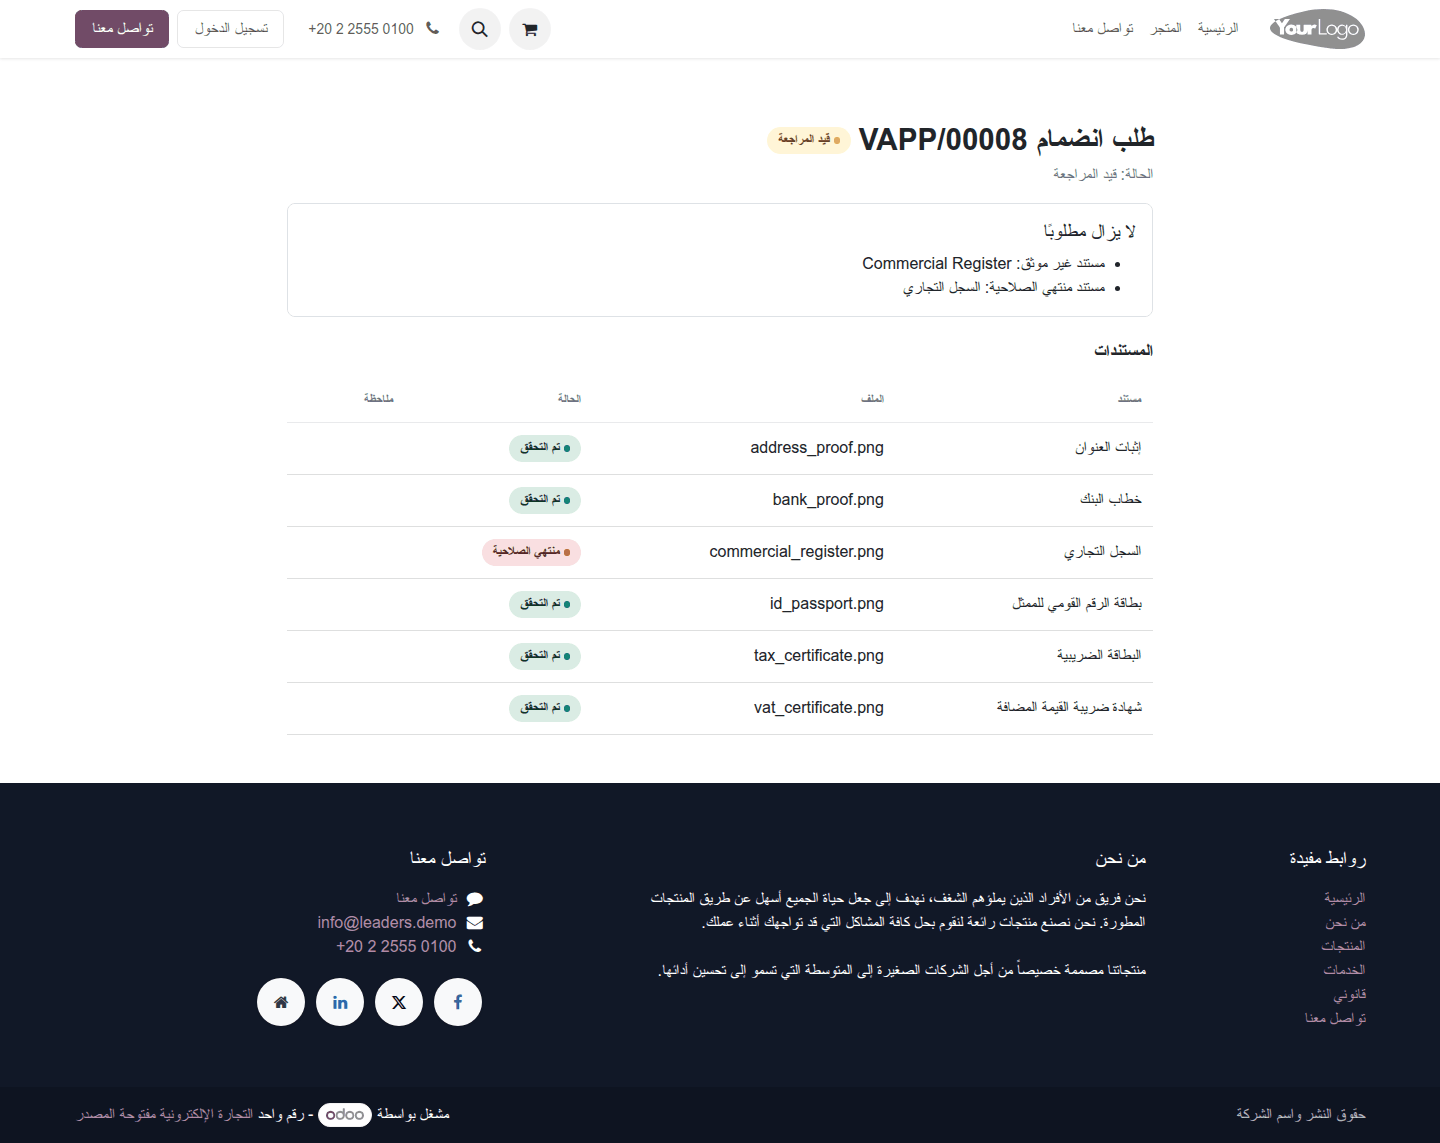 YourLogo
الرئيسية
المتجر
تواصل معنا
+20 2 2555 0100
تسجيل الدخول
تواصل معنا
طلب انضمام VAPP/00008
قيد المراجعة
الحالة: قيد المراجعة
لا يزال مطلوبًا
مستند غير موثق: Commercial Register
مستند منتهي الصلاحية: السجل التجاري
المستندات
مستند الملف الحالة ملاحظة
إثبات العنوان address_proof.png تم التحقق
خطاب البنك bank_proof.png تم التحقق
السجل التجاري commercial_register.png منتهي الصلاحية
بطاقة الرقم القومي للممثل id_passport.png تم التحقق
البطاقة الضريبية tax_certificate.png تم التحقق
شهادة ضريبة القيمة المضافة vat_certificate.png تم التحقق
روابط مفيدة
الرئيسية
من نحن
المنتجات
الخدمات
قانوني
تواصل معنا
من نحن
نحن فريق من الأفراد الذين يملؤهم الشغف، نهدف إلى جعل حياة الجميع أسهل عن طريق المنتجات
المطورة. نحن نصنع منتجات رائعة لنقوم بحل كافة المشاكل التي قد تواجهك أثناء عملك.
منتجاتنا مصممة خصيصاً من أجل الشركات الصغيرة إلى المتوسطة التي تسمو إلى تحسين أدائها.
تواصل معنا
تواصل معنا
info@leaders.demo
+20 2 2555 0100
حقوق النشر واسم الشركة
مشغل بواسطة odoo - رقم واحد التجارة الإلكترونية مفتوحة المصدر